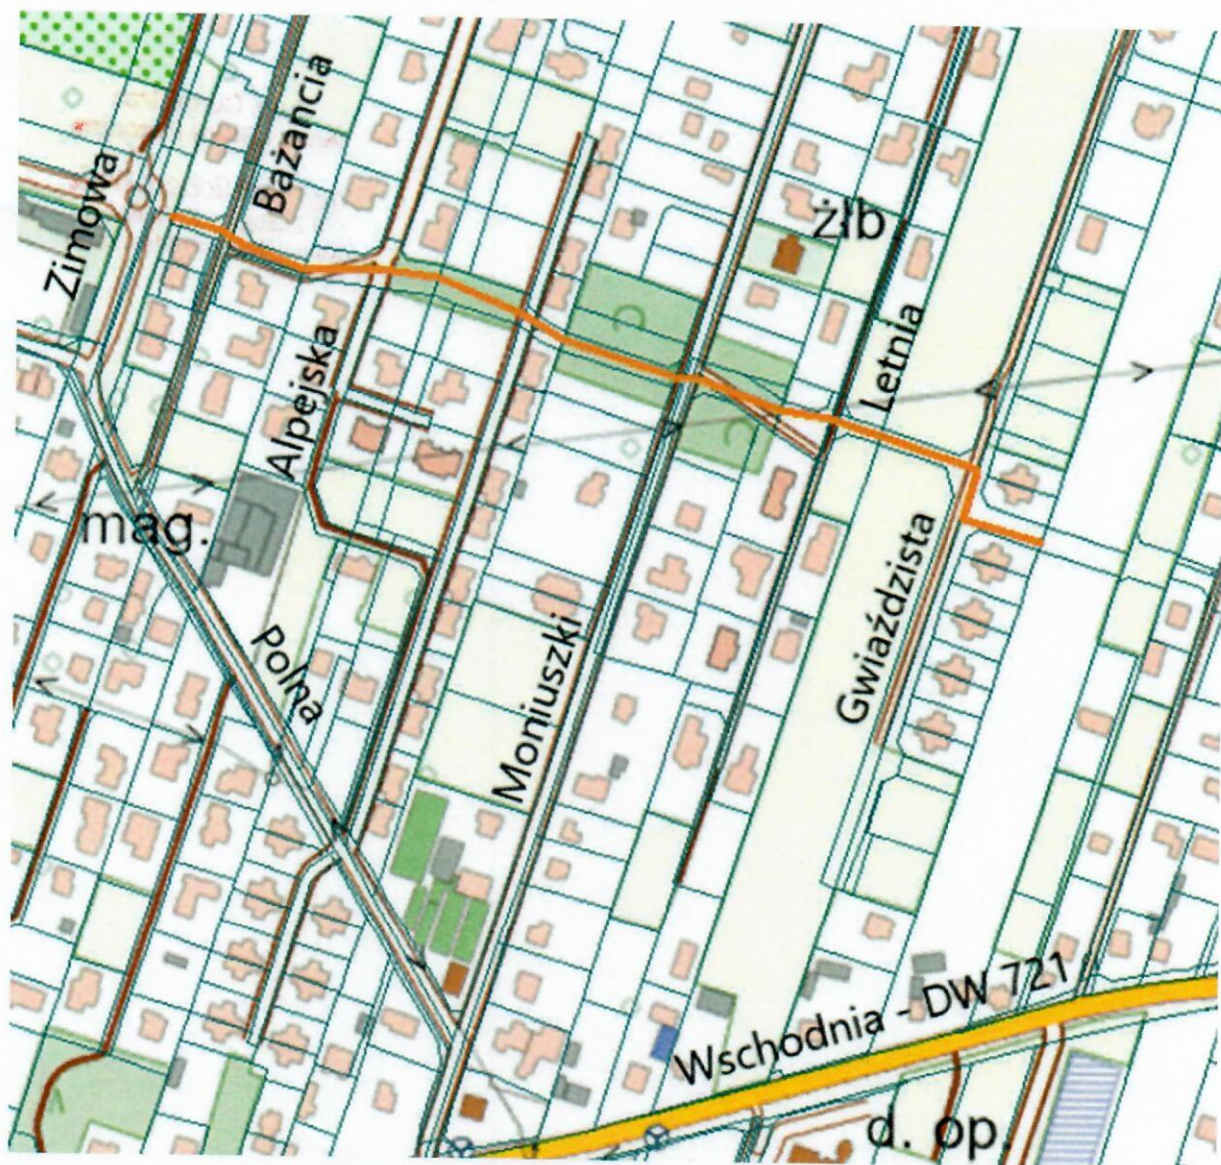 Bażancia
Zimowa
żłb
Letnia
Alpejska
mag.
Gwiaździsta
Polna
Moniuszki
Wschodnia - DW 721
d. op.